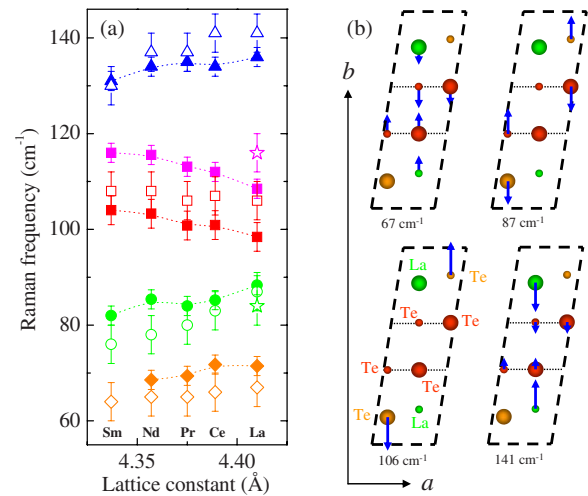 (a)
Raman frequency (cm⁻¹)
140
120
100
80
60
Sm Nd Pr Ce La
4.35 4.40
Lattice constant (Å)
(b)
b
67 cm⁻¹ 87 cm⁻¹
La
Te
Te Te
Te Te
Te La
106 cm⁻¹ 141 cm⁻¹
a